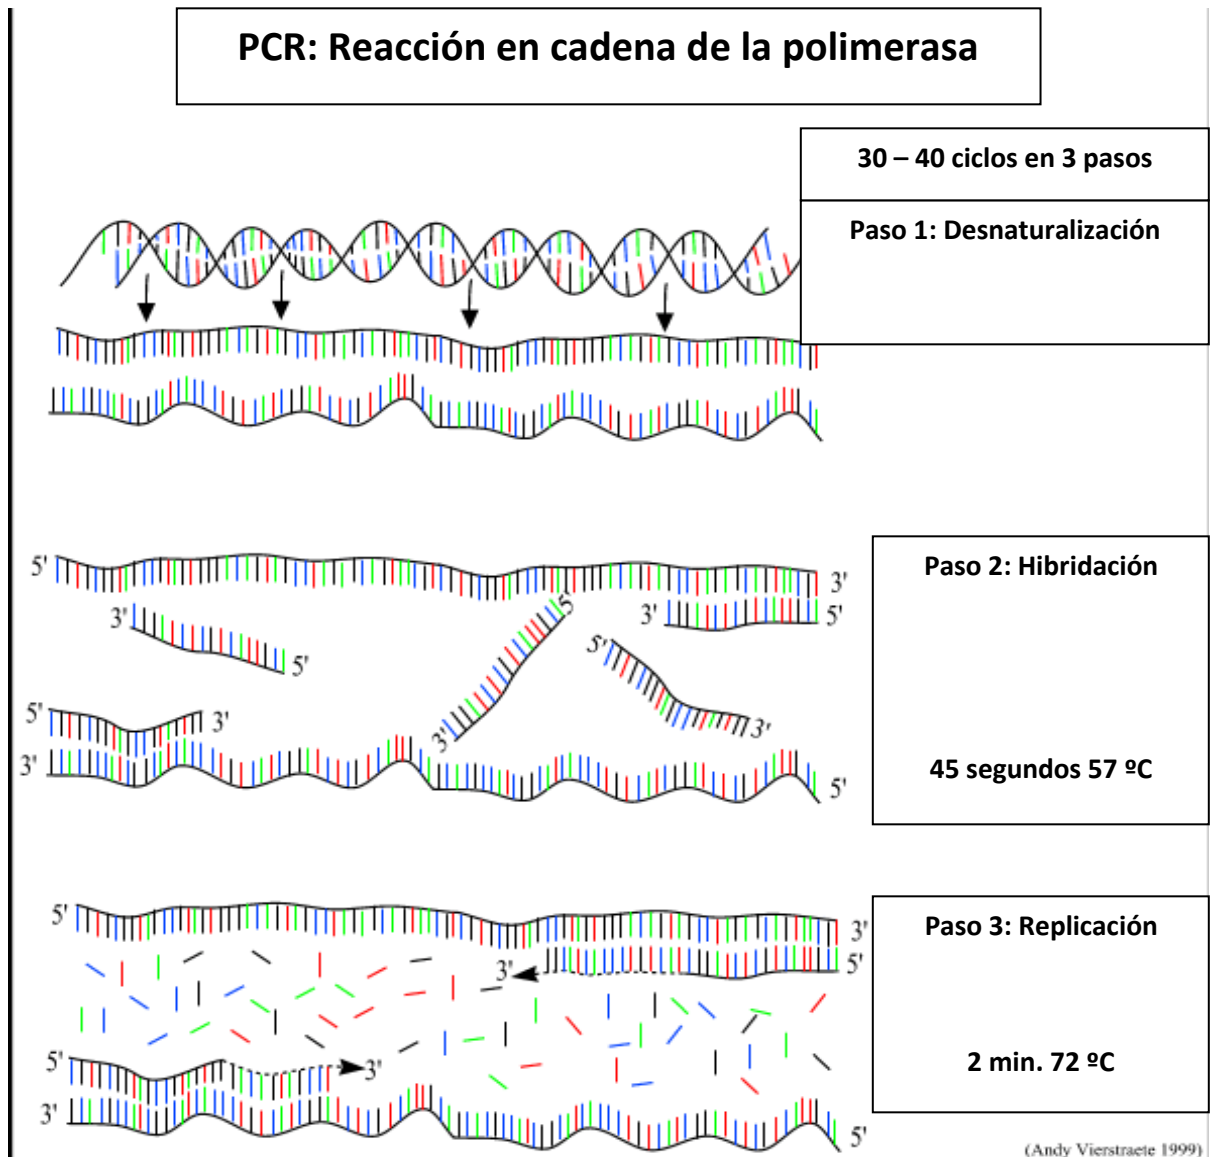 PCR: Reacción en cadena de la polimerasa
30 – 40 ciclos en 3 pasos
Paso 1: Desnaturalización
5'
3'
Paso 2: Hibridación
3'
5'
5'
3'
5'
5'
3'
3'
5'
3'
3'
45 segundos 57 ºC
5'
5'
3'
Paso 3: Replicación
3'
5'
5'
3'
2 min. 72 ºC
3'
5'
(Andy Vierstraete 1999)